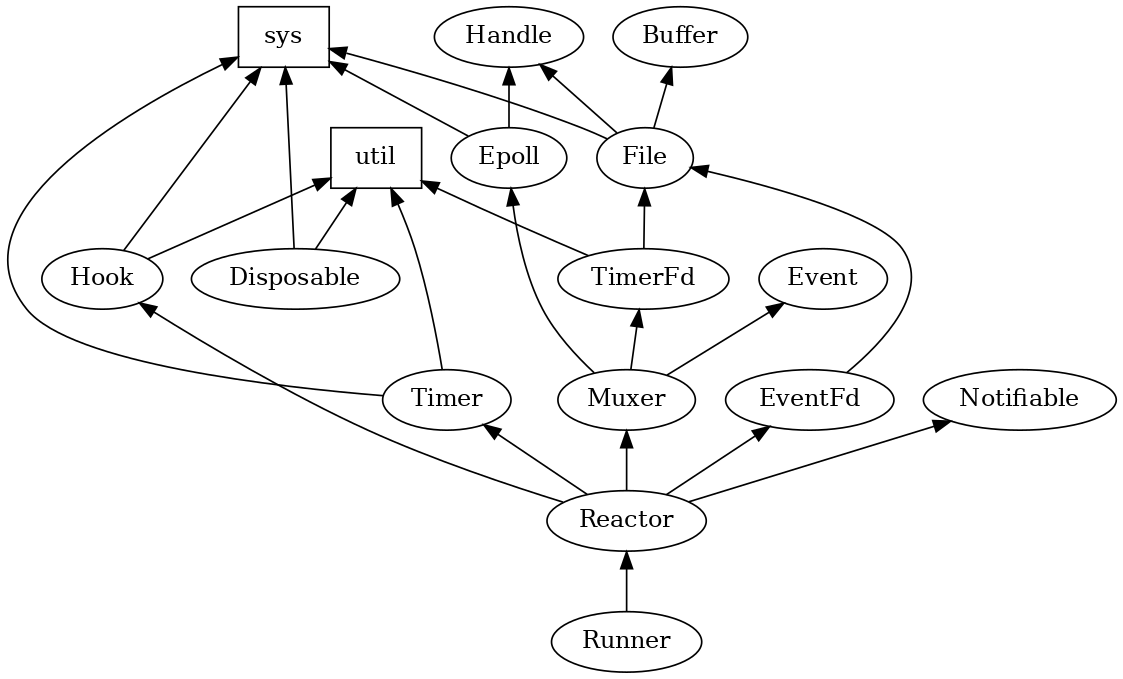 sys
Handle
Buffer
util
Epoll
File
Hook
Disposable
TimerFd
Event
Timer
Muxer
EventFd
Notifiable
Reactor
Runner